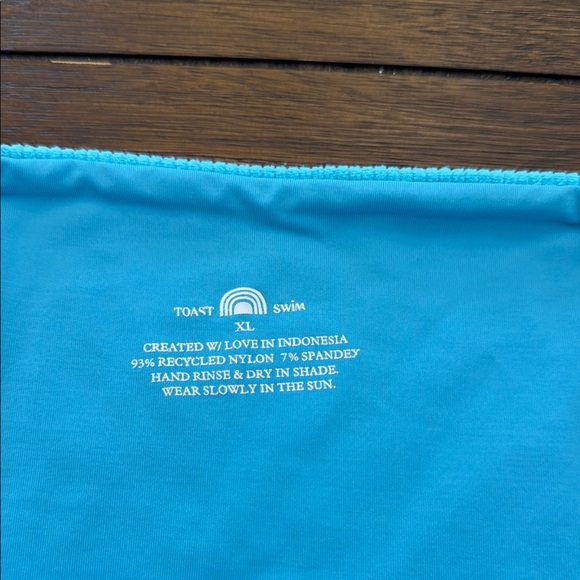 TOAST SWIM
XL
CREATED W/ LOVE IN INDONESIA
93% RECYCLED NYLON 7% SPANDEY
HAND RINSE & DRY IN SHADE.
WEAR SLOWLY IN THE SUN.